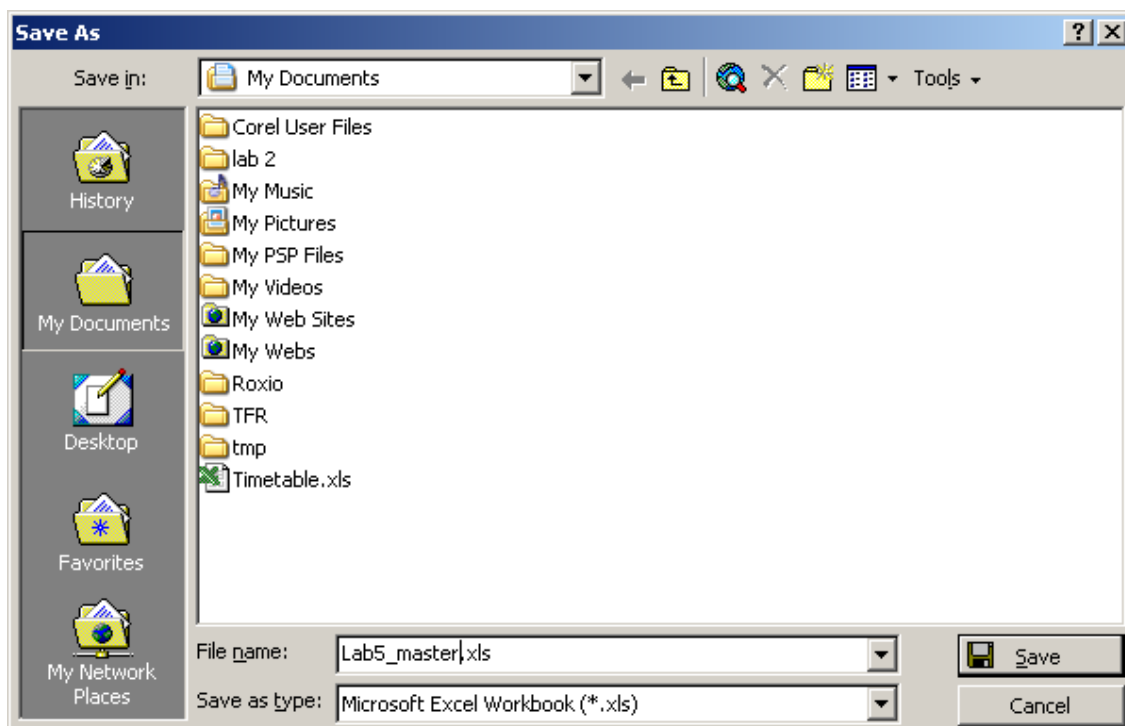 Save As
Save in:
My Documents
Tools
History
My Documents
Desktop
Favorites
My Network
Places
Corel User Files
lab 2
My Music
My Pictures
My PSP Files
My Videos
My Web Sites
My Webs
Roxio
TFR
tmp
Timetable.xls
File name:
Lab5_master.xls
Save
Save as type:
Microsoft Excel Workbook (*.xls)
Cancel